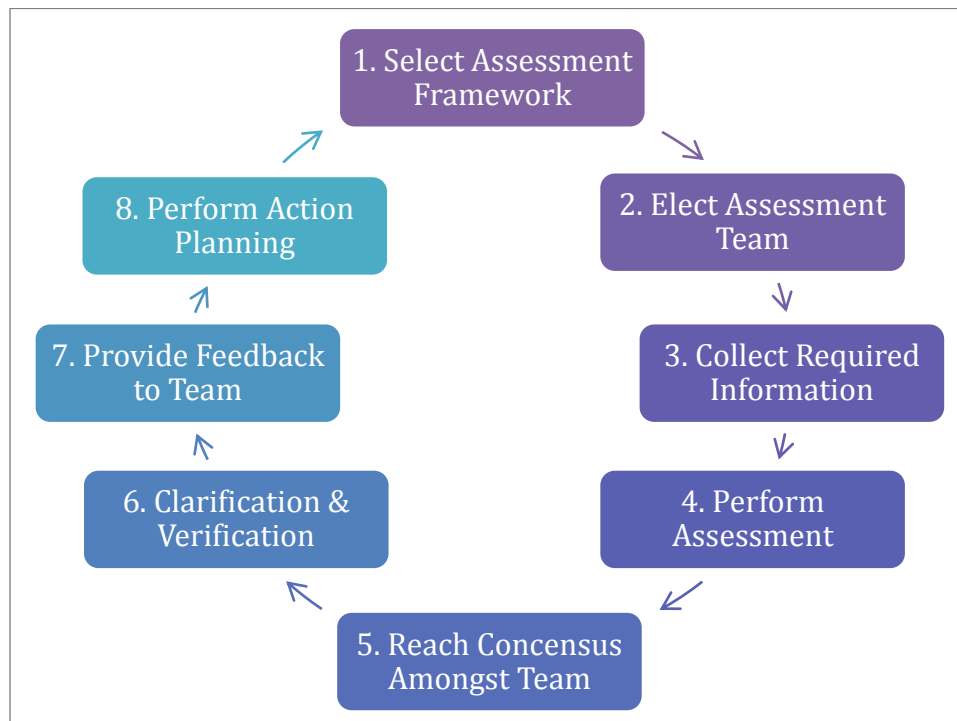 1. Select Assessment
Framework
2. Elect Assessment
Team
3. Collect Required
Information
4. Perform
Assessment
5. Reach Concensus
Amongst Team
6. Clarification &
Verification
7. Provide Feedback
to Team
8. Perform Action
Planning